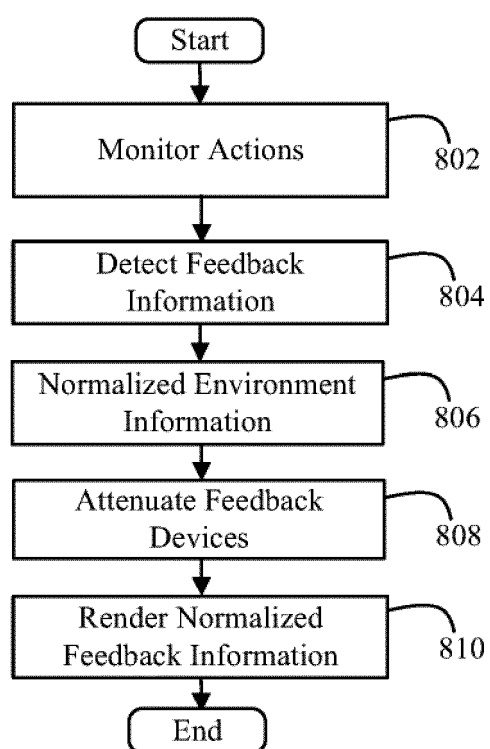 Start
Monitor Actions
802
Detect Feedback
Information
804
Normalized Environment
Information
806
Attenuate Feedback
Devices
808
Render Normalized
Feedback Information
810
End